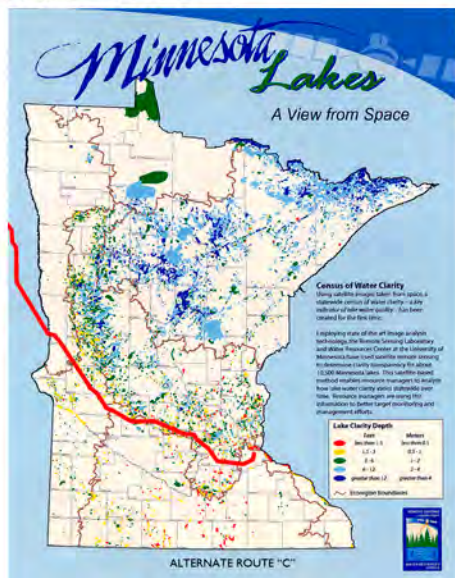 Minnesota
Lakes
A View from Space
Census of Water Clarity
Using satellite images taken from space, a
statewide census of water clarity – a key
indicator of lake water quality – has been
created for the first time.
Employing state of the art image analysis
technology, the Remote Sensing Laboratory
and Water Resources Center at the University of
Minnesota have used satellite remote sensing
to determine clarity transparency for about
10,500 Minnesota lakes. This satellite-based
method enables resource managers to analyze
how lake water clarity varies statewide over
time. Resource managers are using this
information to better target monitoring and
management efforts.
Lake Clarity Depth
Feet Meters
less than 1.5 less than 0.5
1.5 - 3 0.5 - 1
3 - 6 1 - 2
6 - 12 2 - 4
greater than 12 greater than 4
Ecoregion Boundaries
ALTERNATE ROUTE "C"